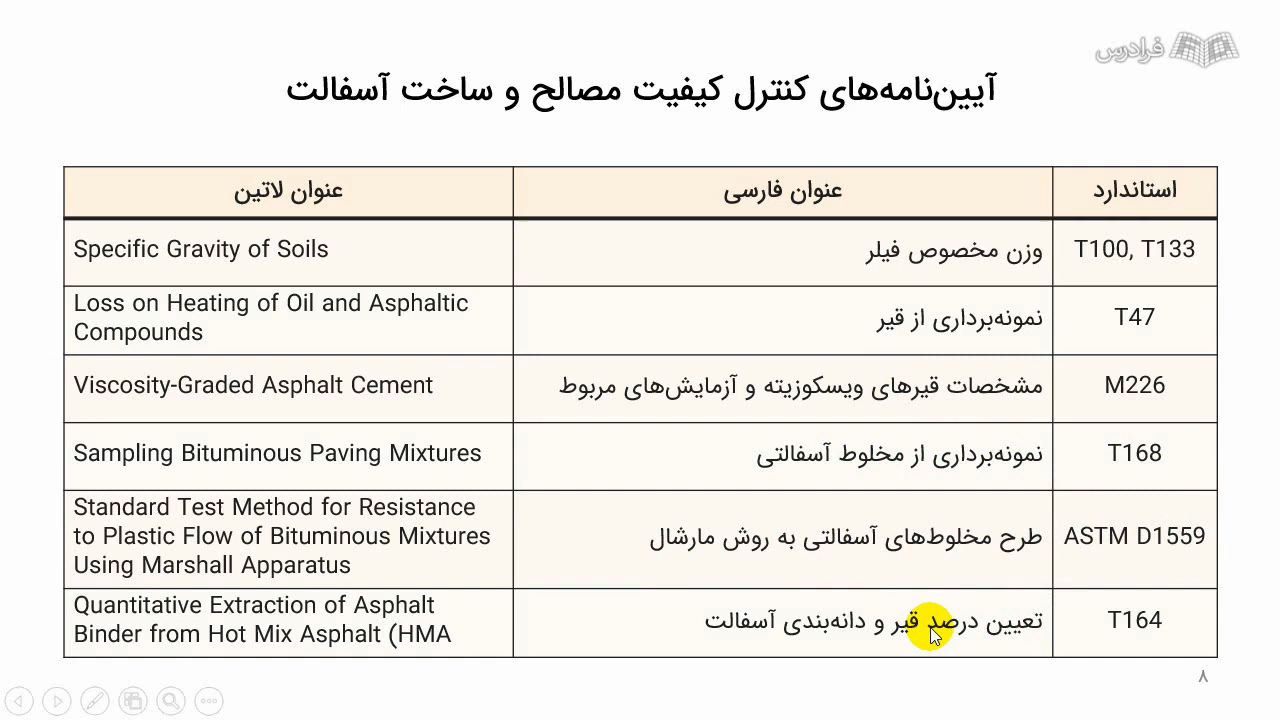 فرادرس
آیین‌نامه‌های کنترل کیفیت مصالح و ساخت آسفالت
استاندارد
عنوان فارسی
عنوان لاتین
T100, T133
وزن مخصوص فیلر
Specific Gravity of Soils
T47
نمونه‌برداری از قیر
Loss on Heating of Oil and Asphaltic
Compounds
M226
مشخصات قیرهای ویسکوزیته و آزمایش‌های مربوط
Viscosity-Graded Asphalt Cement
T168
نمونه‌برداری از مخلوط آسفالتی
Sampling Bituminous Paving Mixtures
ASTM D1559
طرح مخلوط‌های آسفالتی به روش مارشال
Standard Test Method for Resistance
to Plastic Flow of Bituminous Mixtures
Using Marshall Apparatus
T164
تعیین درصد قیر و دانه‌بندی آسفالت
Quantitative Extraction of Asphalt
Binder from Hot Mix Asphalt (HMA
۸